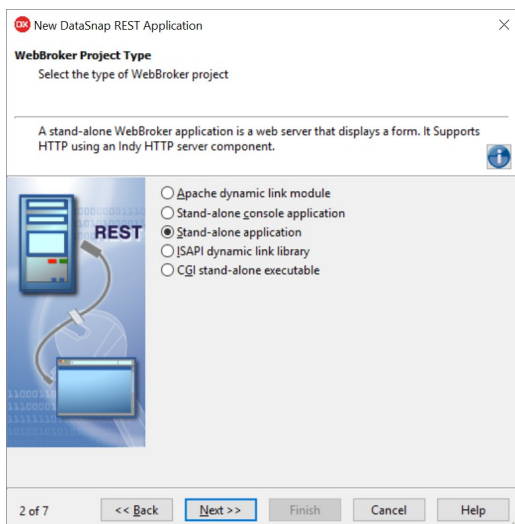 DX New DataSnap REST Application
WebBroker Project Type
Select the type of WebBroker project
A stand-alone WebBroker application is a web server that displays a form. It Supports
HTTP using an Indy HTTP server component.
REST
Apache dynamic link module
Stand-alone console application
Stand-alone application
ISAPI dynamic link library
CGI stand-alone executable
2 of 7
<< Back
Next >>
Finish
Cancel
Help